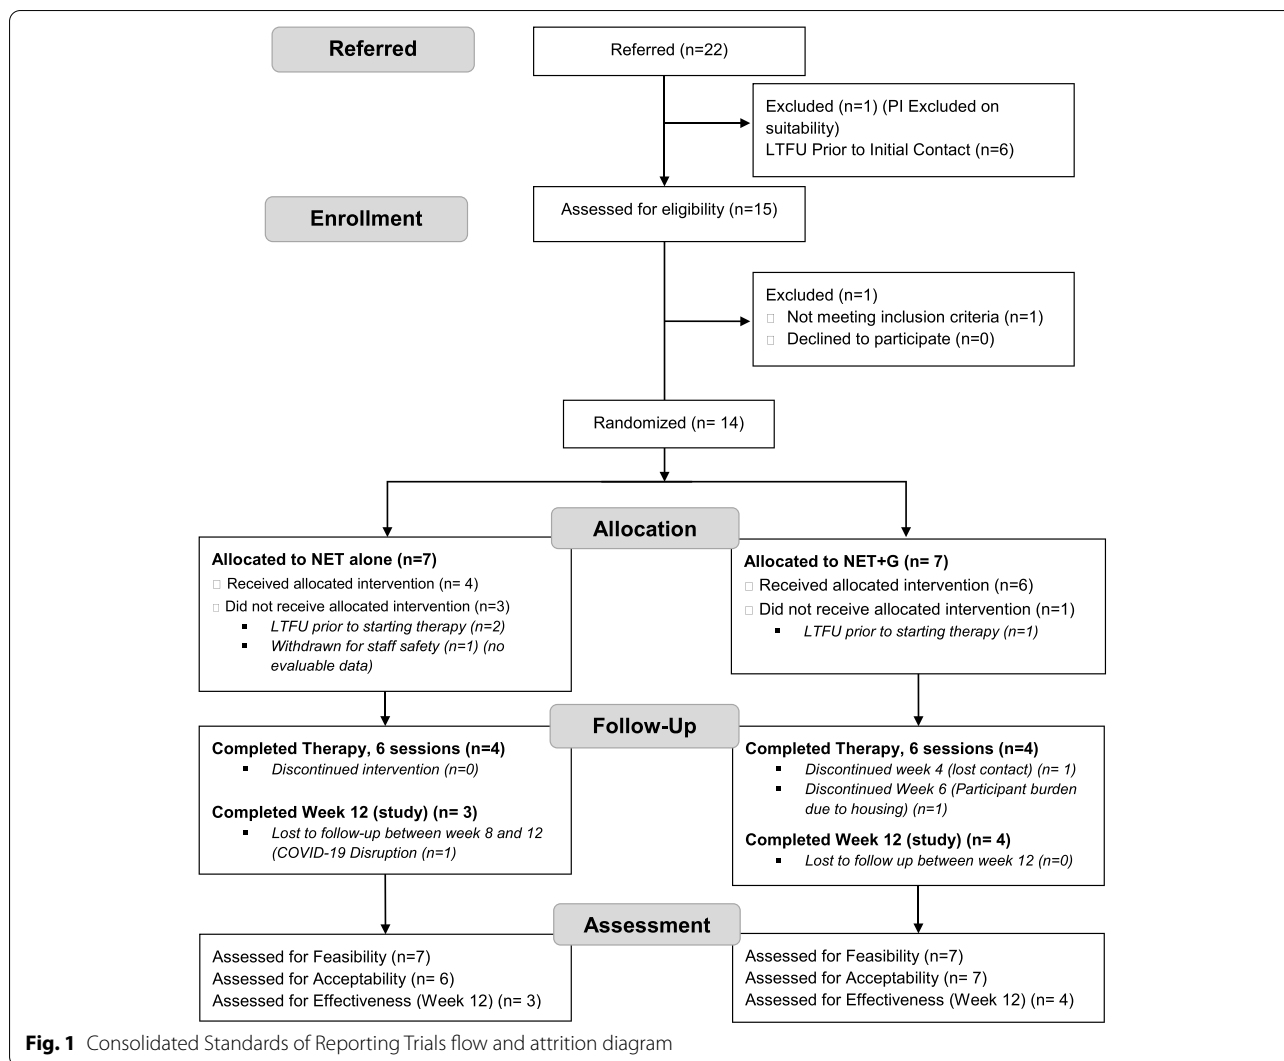 Referred
Referred (n=22)
Excluded (n=1) (PI Excluded on
suitability)
LTFU Prior to Initial Contact (n=6)
Enrollment
Assessed for eligibility (n=15)
Excluded (n=1)
Not meeting inclusion criteria (n=1)
Declined to participate (n=0)
Randomized (n= 14)
Allocation
Allocated to NET alone (n=7)
Received allocated intervention (n= 4)
Did not receive allocated intervention (n=3)
▪ LTFU prior to starting therapy (n=2)
▪ Withdrawn for staff safety (n=1) (no
evaluable data)
Allocated to NET+G (n= 7)
Received allocated intervention (n=6)
Did not receive allocated intervention (n=1)
▪ LTFU prior to starting therapy (n=1)
Follow-Up
Completed Therapy, 6 sessions (n=4)
▪ Discontinued intervention (n=0)
Completed Week 12 (study) (n= 3)
▪ Lost to follow-up between week 8 and 12
(COVID-19 Disruption (n=1)
Completed Therapy, 6 sessions (n=4)
▪ Discontinued week 4 (lost contact) (n= 1)
▪ Discontinued Week 6 (Participant burden
due to housing) (n=1)
Completed Week 12 (study) (n= 4)
▪ Lost to follow up between week 12 (n=0)
Assessment
Assessed for Feasibility (n=7)
Assessed for Acceptability (n= 6)
Assessed for Effectiveness (Week 12) (n= 3)
Assessed for Feasibility (n=7)
Assessed for Acceptability (n= 7)
Assessed for Effectiveness (Week 12) (n= 4)
Fig. 1 Consolidated Standards of Reporting Trials flow and attrition diagram